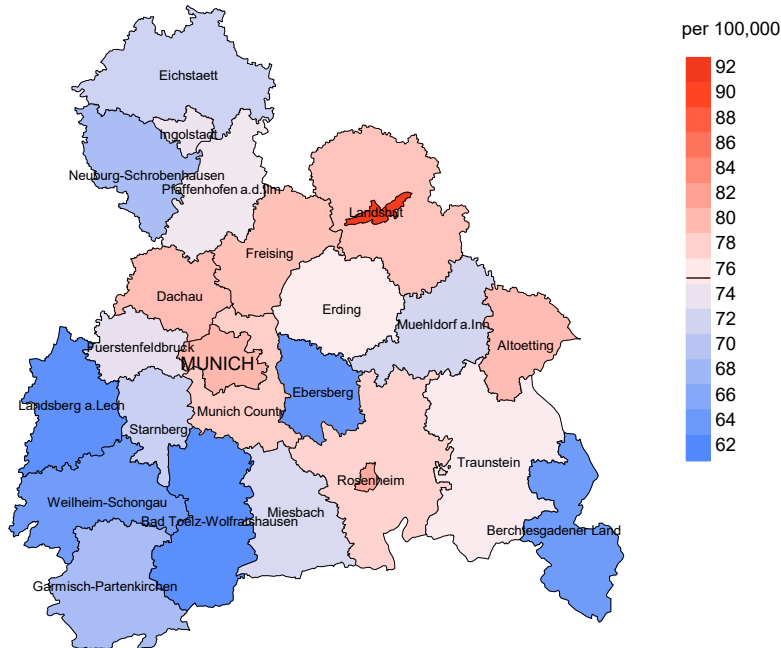 per 100,000
92
90
88
86
84
82
80
78
76
74
72
70
68
66
64
62
Eichstaett
Ingolstadt
Neuburg-Schrobenhausen
Pfaffenhofen a.d.Ilm
Landshut
Freising
Dachau
Erding
Muehldorf a.Inn
Altoetting
Fuerstenfeldbruck
MUNICH
Ebersberg
Landsberg a.Lech
Munich County
Starnberg
Traunstein
Rosenheim
Weilheim-Schongau
Miesbach
Bad Toelz-Wolfratshausen
Berchtesgadener Land
Garmisch-Partenkirchen